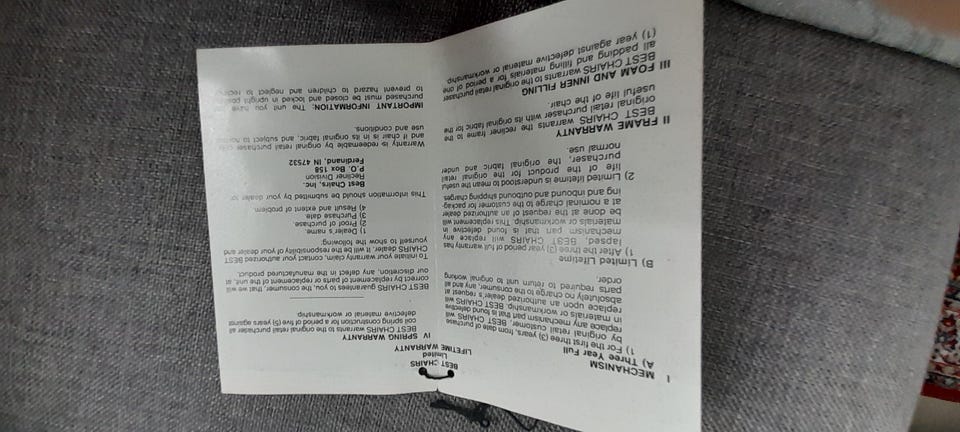 BEST CHAIRS
Limited
LIFETIME WARRANTY
I MECHANISM
A) Three Year Full
1) For the first three (3) years, from date of purchase
by original retail customer, BEST CHAIRS will
replace any mechanism part that is found defective
in materials or workmanship. BEST CHAIRS will
replace upon an authorized dealer's request at
absolutely no charge to the consumer, any and all
parts required to return unit to original working
order.
B) Limited Lifetime
1) After the three (3) year period of full warranty has
lapsed, BEST CHAIRS will replace any
mechanism part that is found defective in
materials or workmanship. This replacement will
be done at the request of an authorized dealer
at a nominal charge to the customer for packag-
ing and inbound and outbound shipping charges.
2) Limited lifetime is understood to mean the useful
life of the product for the original retail
purchaser, the original fabric and under
normal use.
II FRAME WARRANTY
BEST CHAIRS warrants the recliner frame to the
original retail purchaser with its original fabric for the
useful life of the chair.
III FOAM AND INNER FILLING
BEST CHAIRS warrants to the original retail purchaser
all padding and filling materials for a period of one
(1) year against defective material or workmanship.
IV SPRING WARRANTY
BEST CHAIRS warrants to the original retail purchaser all
coil spring construction for a period of five (5) years against
defective material or workmanship.
BEST CHAIRS guarantees to you, the consumer, that we will
correct by replacement of parts or replacement of the unit, at
our discretion, any defect in the manufactured product.
To initiate your warranty claim, contact your authorized BEST
CHAIRS dealer. It will be the responsibility of your dealer and
yourself to show the following:
1) Dealer's name
2) Proof of purchase
3) Purchase date
4) Result and extent of problem.
This information should be submitted by your dealer to:
Best Chairs, Inc.
Recliner Division
P.O. Box 158
Ferdinand, IN 47532
Warranty is redeemable by original retail purchaser only
and if chair is in its original fabric, and subject to normal
use and conditions.
IMPORTANT INFORMATION: The unit you have just
purchased must be closed and locked in upright position
to prevent hazard to children and neglect to recliner.